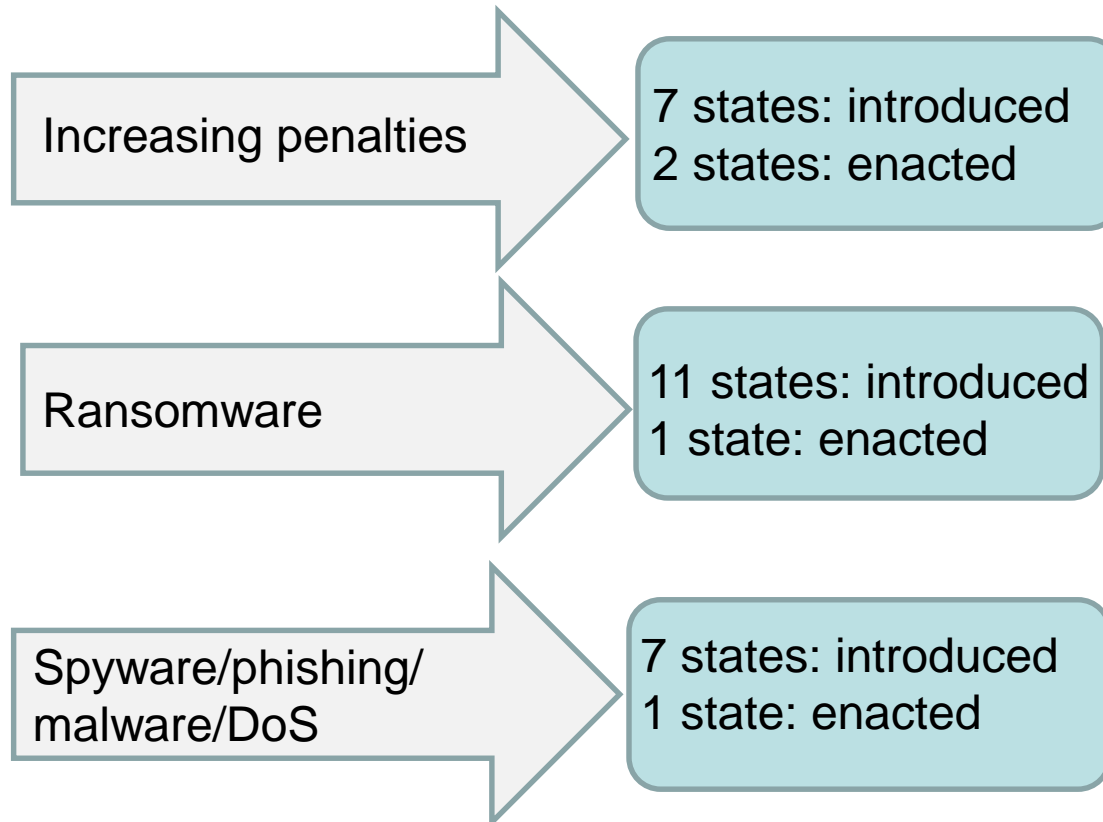 Increasing penalties
7 states: introduced
2 states: enacted
Ransomware
11 states: introduced
1 state: enacted
Spyware/phishing/
malware/DoS
7 states: introduced
1 state: enacted